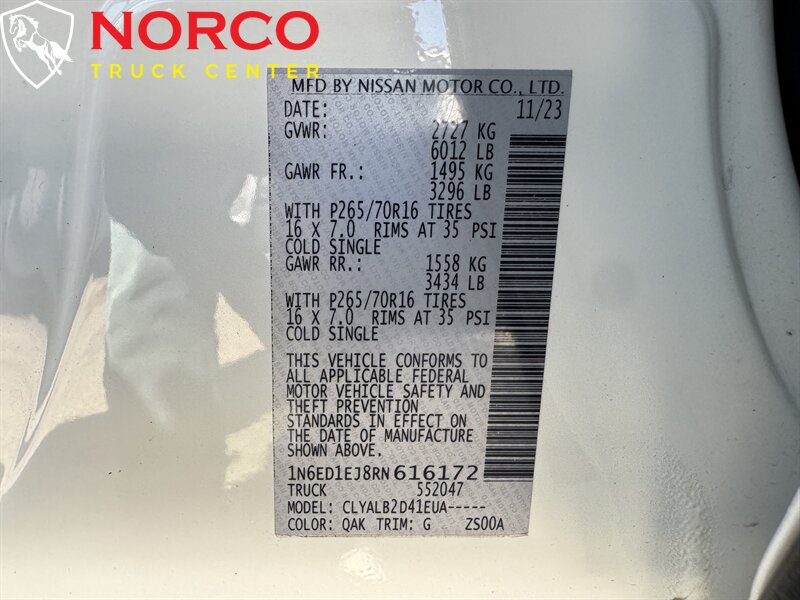 NORCO
TRUCK CENTER
MFD BY NISSAN MOTOR CO., LTD.
DATE: 11/23
GVWR: 2727 KG
6012 LB
GAWR FR.: 1495 KG
3296 LB
WITH P265/70R16 TIRES
16 X 7.0 RIMS AT 35 PSI
COLD SINGLE
GAWR RR.: 1558 KG
3434 LB
WITH P265/70R16 TIRES
16 X 7.0 RIMS AT 35 PSI
COLD SINGLE
THIS VEHICLE CONFORMS TO
ALL APPLICABLE FEDERAL
MOTOR VEHICLE SAFETY AND
THEFT PREVENTION
STANDARDS IN EFFECT ON
THE DATE OF MANUFACTURE
SHOWN ABOVE.
1N6ED1EJ8RN616172
TRUCK 552047
MODEL: CLYALB2D41EUA-----
COLOR: QAK TRIM: G ZS00A